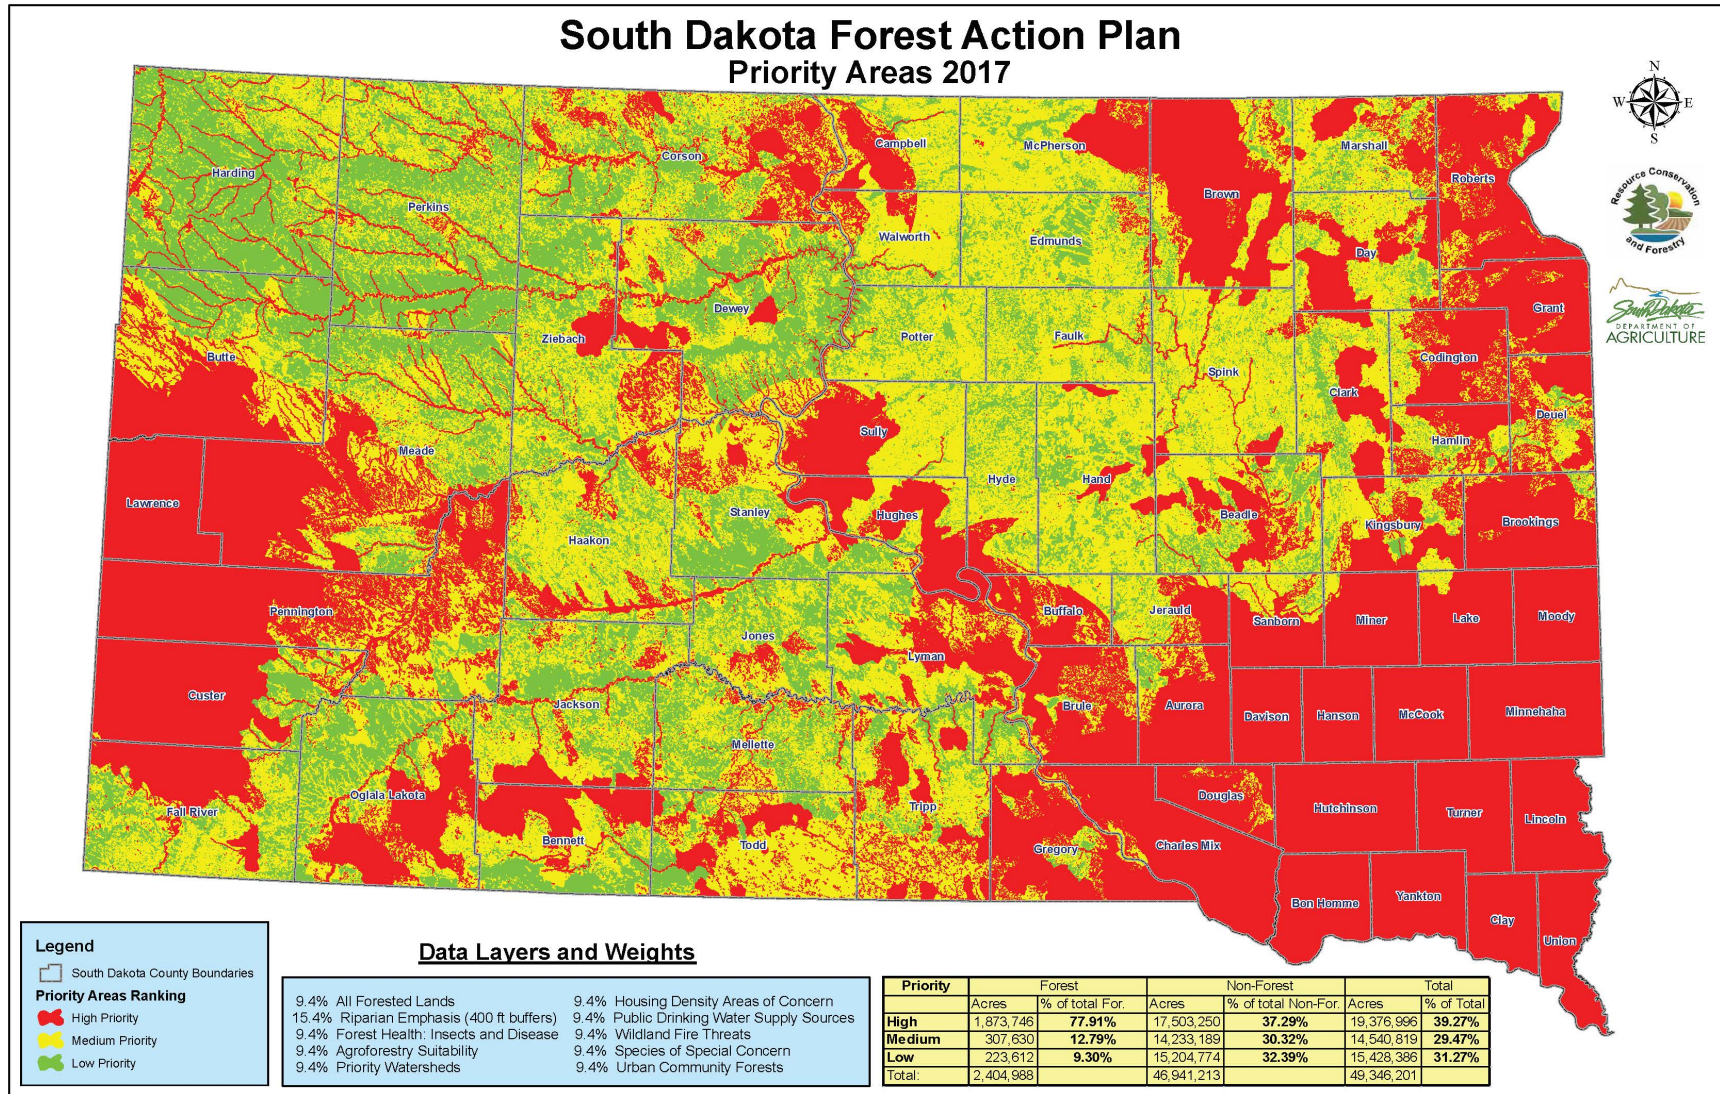 South Dakota Forest Action Plan
Priority Areas 2017
N
W E
S
Resource Conservation
and Forestry
South Dakota
DEPARTMENT OF
AGRICULTURE
Harding
Perkins
Corson
Campbell
McPherson
Brown
Marshall
Roberts
Walworth
Edmunds
Day
Dewey
Ziebach
Potter
Faulk
Spink
Grant
Codington
Butte
Clark
Deuel
Hamlin
Sully
Meade
Lawrence
Stanley
Hughes
Hyde
Hand
Beadle
Kingsbury
Brookings
Haakon
Pennington
Jones
Lyman
Buffalo
Jerauld
Sanborn
Miner
Lake
Moody
Custer
Jackson
Mellette
Brule
Aurora
Davison
Hanson
McCook
Minnehaha
Fall River
Oglala Lakota
Bennett
Todd
Tripp
Gregory
Charles Mix
Douglas
Hutchinson
Turner
Lincoln
Bon Homme
Yankton
Clay
Union
Legend
South Dakota County Boundaries
Priority Areas Ranking
High Priority
Medium Priority
Low Priority
Data Layers and Weights
9.4% All Forested Lands
15.4% Riparian Emphasis (400 ft buffers)
9.4% Forest Health: Insects and Disease
9.4% Agroforestry Suitability
9.4% Priority Watersheds
9.4% Housing Density Areas of Concern
9.4% Public Drinking Water Supply Sources
9.4% Wildland Fire Threats
9.4% Species of Special Concern
9.4% Urban Community Forests
Priority Forest Non-Forest Total
Acres % of total For. Acres % of total Non-For. Acres % of Total
High 1,873,746 77.91% 17,503,250 37.29% 19,376,996 39.27%
Medium 307,630 12.79% 14,233,189 30.32% 14,540,819 29.47%
Low 223,612 9.30% 15,204,774 32.39% 15,428,386 31.27%
Total: 2,404,988 46,941,213 49,346,201